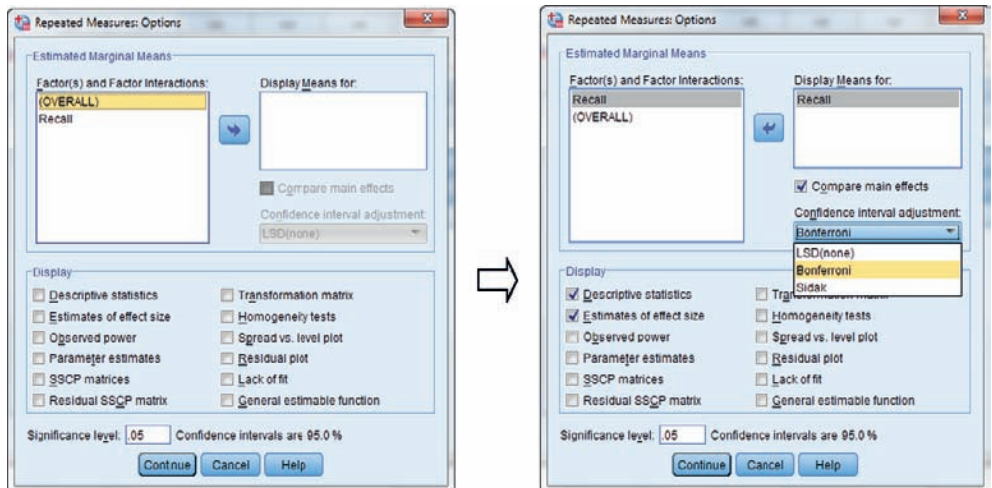 Repeated Measures: Options
Estimated Marginal Means
Factor(s) and Factor Interactions:
Display Means for:
(OVERALL)
Recall
Compare main effects
Confidence interval adjustment:
LSD(none)
Display
Descriptive statistics
Transformation matrix
Estimates of effect size
Homogeneity tests
Observed power
Spread vs. level plot
Parameter estimates
Residual plot
SSCP matrices
Lack of fit
Residual SSCP matrix
General estimable function
Significance level: .05 Confidence intervals are 95.0 %
Continue Cancel Help
Repeated Measures: Options
Estimated Marginal Means
Factor(s) and Factor Interactions:
Display Means for:
Recall
(OVERALL)
Recall
Compare main effects
Confidence interval adjustment:
Bonferroni
LSD(none)
Bonferroni
Sidak
Display
Descriptive statistics
Transformation matrix
Estimates of effect size
Homogeneity tests
Observed power
Spread vs. level plot
Parameter estimates
Residual plot
SSCP matrices
Lack of fit
Residual SSCP matrix
General estimable function
Significance level: .05 Confidence intervals are 95.0 %
Continue Cancel Help